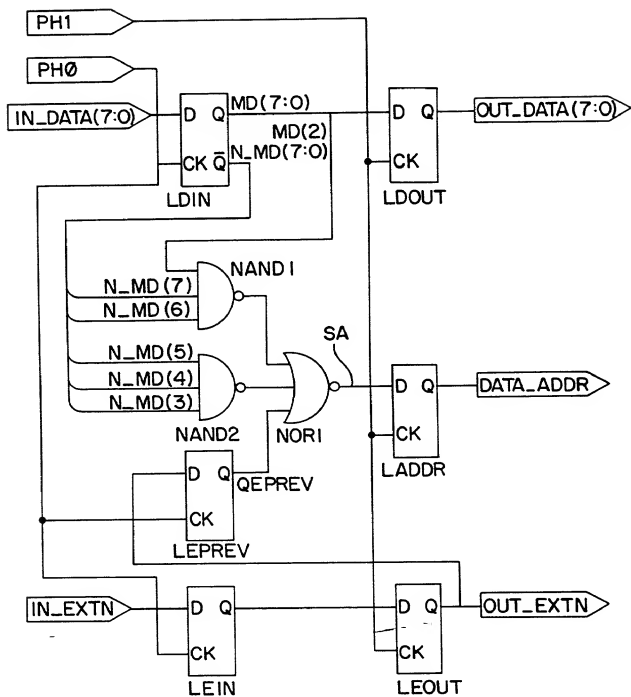 PH1
PHØ
IN_DATA(7:0)
D Q
MD(7:0)
MD(2)
CK Q̅
N_MD(7:0)
LDIN
D Q
CK
LDOUT
OUT_DATA(7:0)
NAND1
N_MD(7)
N_MD(6)
N_MD(5)
N_MD(4)
N_MD(3)
NAND2
SA
NOR1
D Q
CK
LADDR
DATA_ADDR
D Q
QEPREV
CK
LEPREV
IN_EXTN
D Q
CK
LEIN
D Q
CK
LEOUT
OUT_EXTN